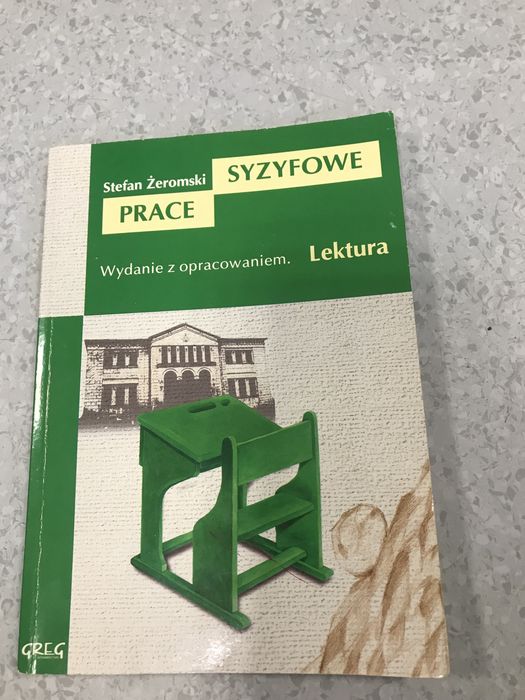 Stefan Żeromski
SYZYFOWE
PRACE
Wydanie z opracowaniem.
Lektura
GREG